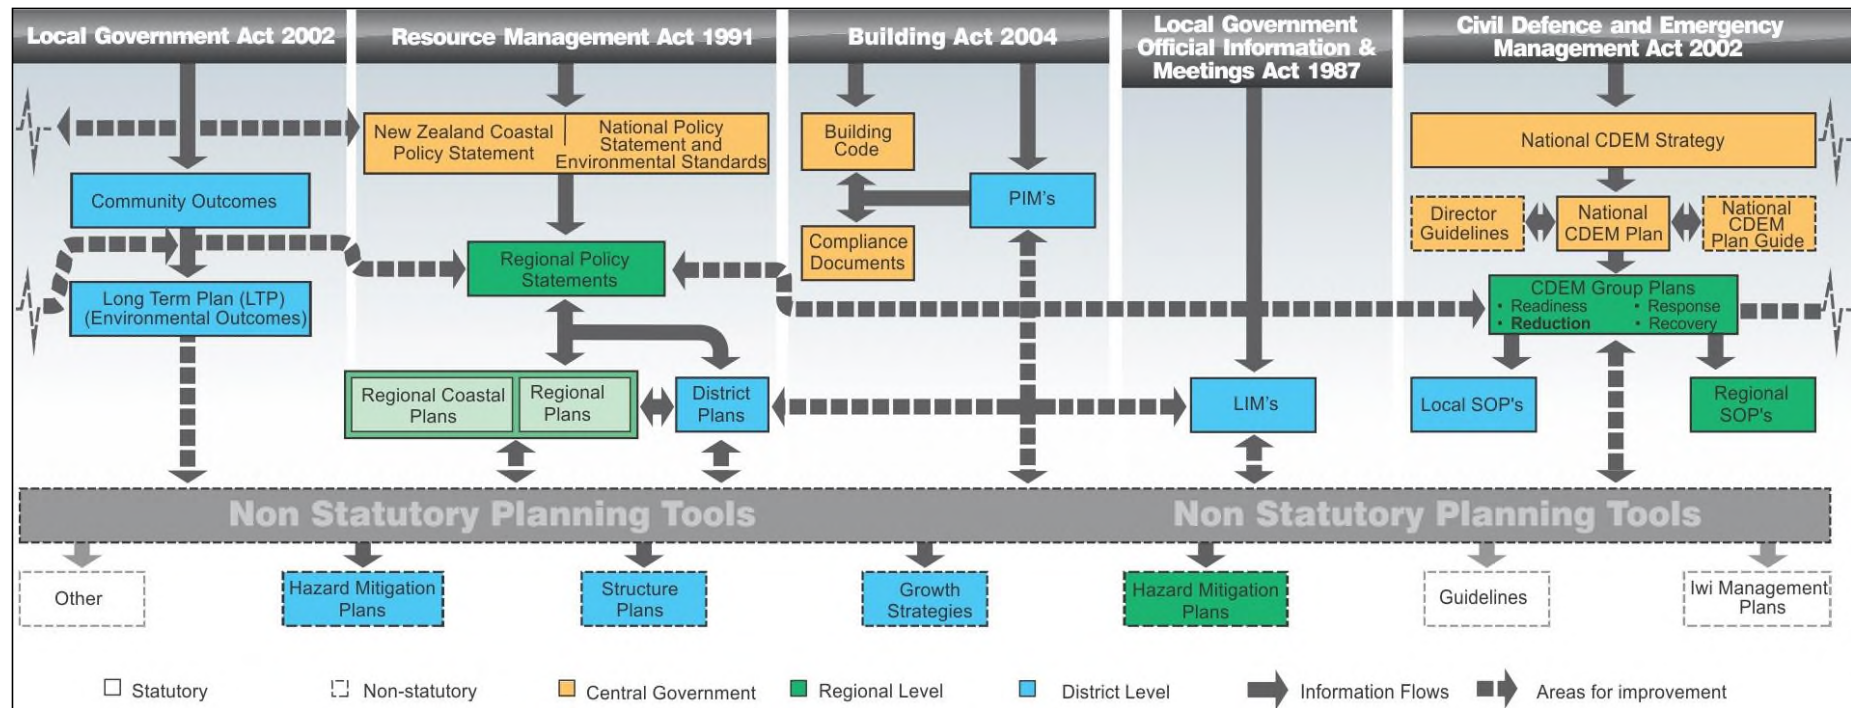 Local Government Act 2002
Resource Management Act 1991
Building Act 2004
Local Government
Official Information &
Meetings Act 1987
Civil Defence and Emergency
Management Act 2002
New Zealand Coastal
Policy Statement
National Policy
Statement and
Environmental Standards
Building
Code
National CDEM Strategy
Community Outcomes
PIM's
Director
Guidelines
National
CDEM Plan
National
CDEM
Plan Guide
Regional Policy
Statements
Compliance
Documents
Long Term Plan (LTP)
(Environmental Outcomes)
CDEM Group Plans
• Readiness
• Response
• Reduction
• Recovery
Regional Coastal
Plans
Regional
Plans
District
Plans
LIM's
Local SOP's
Regional
SOP's
Non Statutory Planning Tools
Non Statutory Planning Tools
Other
Hazard Mitigation
Plans
Structure
Plans
Growth
Strategies
Hazard Mitigation
Plans
Guidelines
Iwi Management
Plans
Statutory
Non-statutory
Central Government
Regional Level
District Level
Information Flows
Areas for improvement